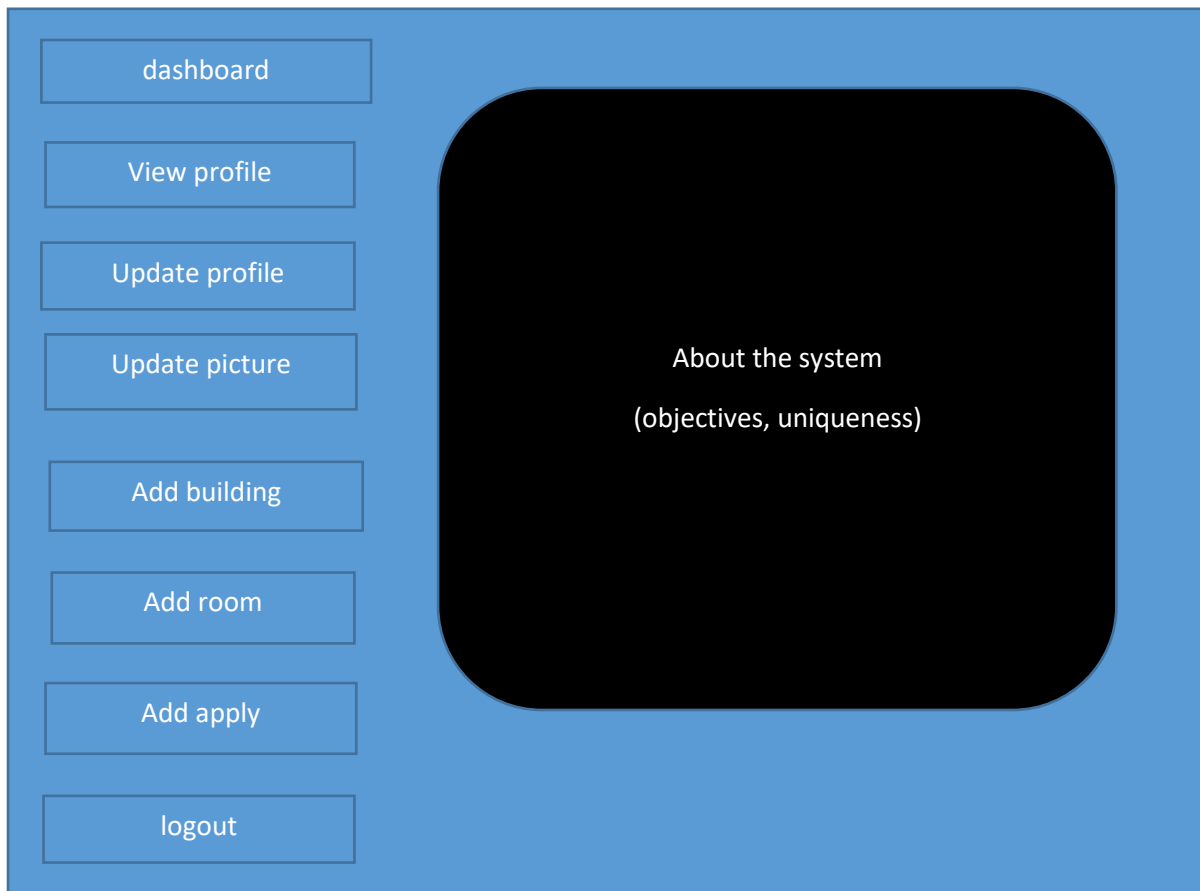 dashboard
View profile
Update profile
Update picture
Add building
Add room
Add apply
logout
About the system
(objectives, uniqueness)